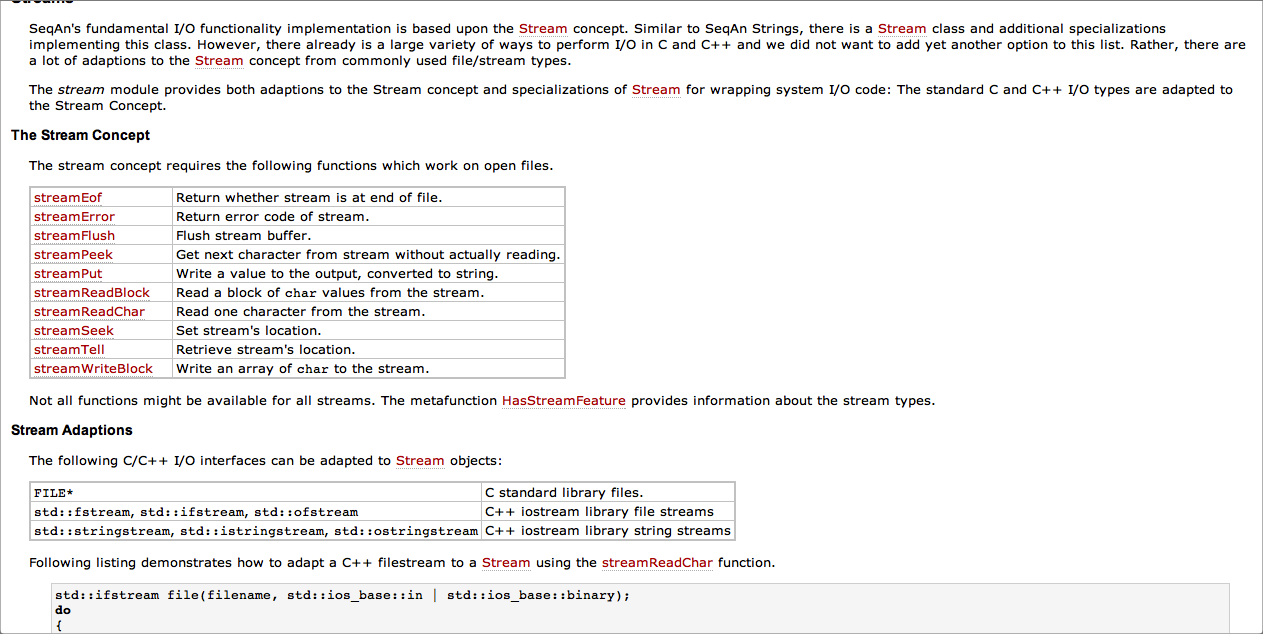 Streams
SeqAn's fundamental I/O functionality implementation is based upon the Stream concept. Similar to SeqAn Strings, there is a Stream class and additional specializations
implementing this class. However, there already is a large variety of ways to perform I/O in C and C++ and we did not want to add yet another option to this list. Rather, there are
a lot of adaptions to the Stream concept from commonly used file/stream types.
The stream module provides both adaptions to the Stream concept and specializations of Stream for wrapping system I/O code: The standard C and C++ I/O types are adapted to
the Stream Concept.
The Stream Concept
The stream concept requires the following functions which work on open files.
streamEof Return whether stream is at end of file.
streamError Return error code of stream.
streamFlush Flush stream buffer.
streamPeek Get next character from stream without actually reading.
streamPut Write a value to the output, converted to string.
streamReadBlock Read a block of char values from the stream.
streamReadChar Read one character from the stream.
streamSeek Set stream's location.
streamTell Retrieve stream's location.
streamWriteBlock Write an array of char to the stream.
Not all functions might be available for all streams. The metafunction HasStreamFeature provides information about the stream types.
Stream Adaptions
The following C/C++ I/O interfaces can be adapted to Stream objects:
FILE* C standard library files.
std::fstream, std::ifstream, std::ofstream C++ iostream library file streams
std::stringstream, std::istringstream, std::ostringstream C++ iostream library string streams
Following listing demonstrates how to adapt a C++ filestream to a Stream using the streamReadChar function.
std::ifstream file(filename, std::ios_base::in | std::ios_base::binary);
do
{